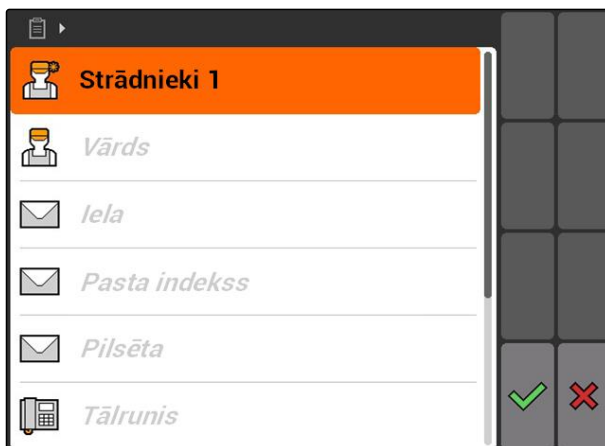 Strādnieki 1
Vārds
Iela
Pasta indekss
Pilsēta
Tālrunis